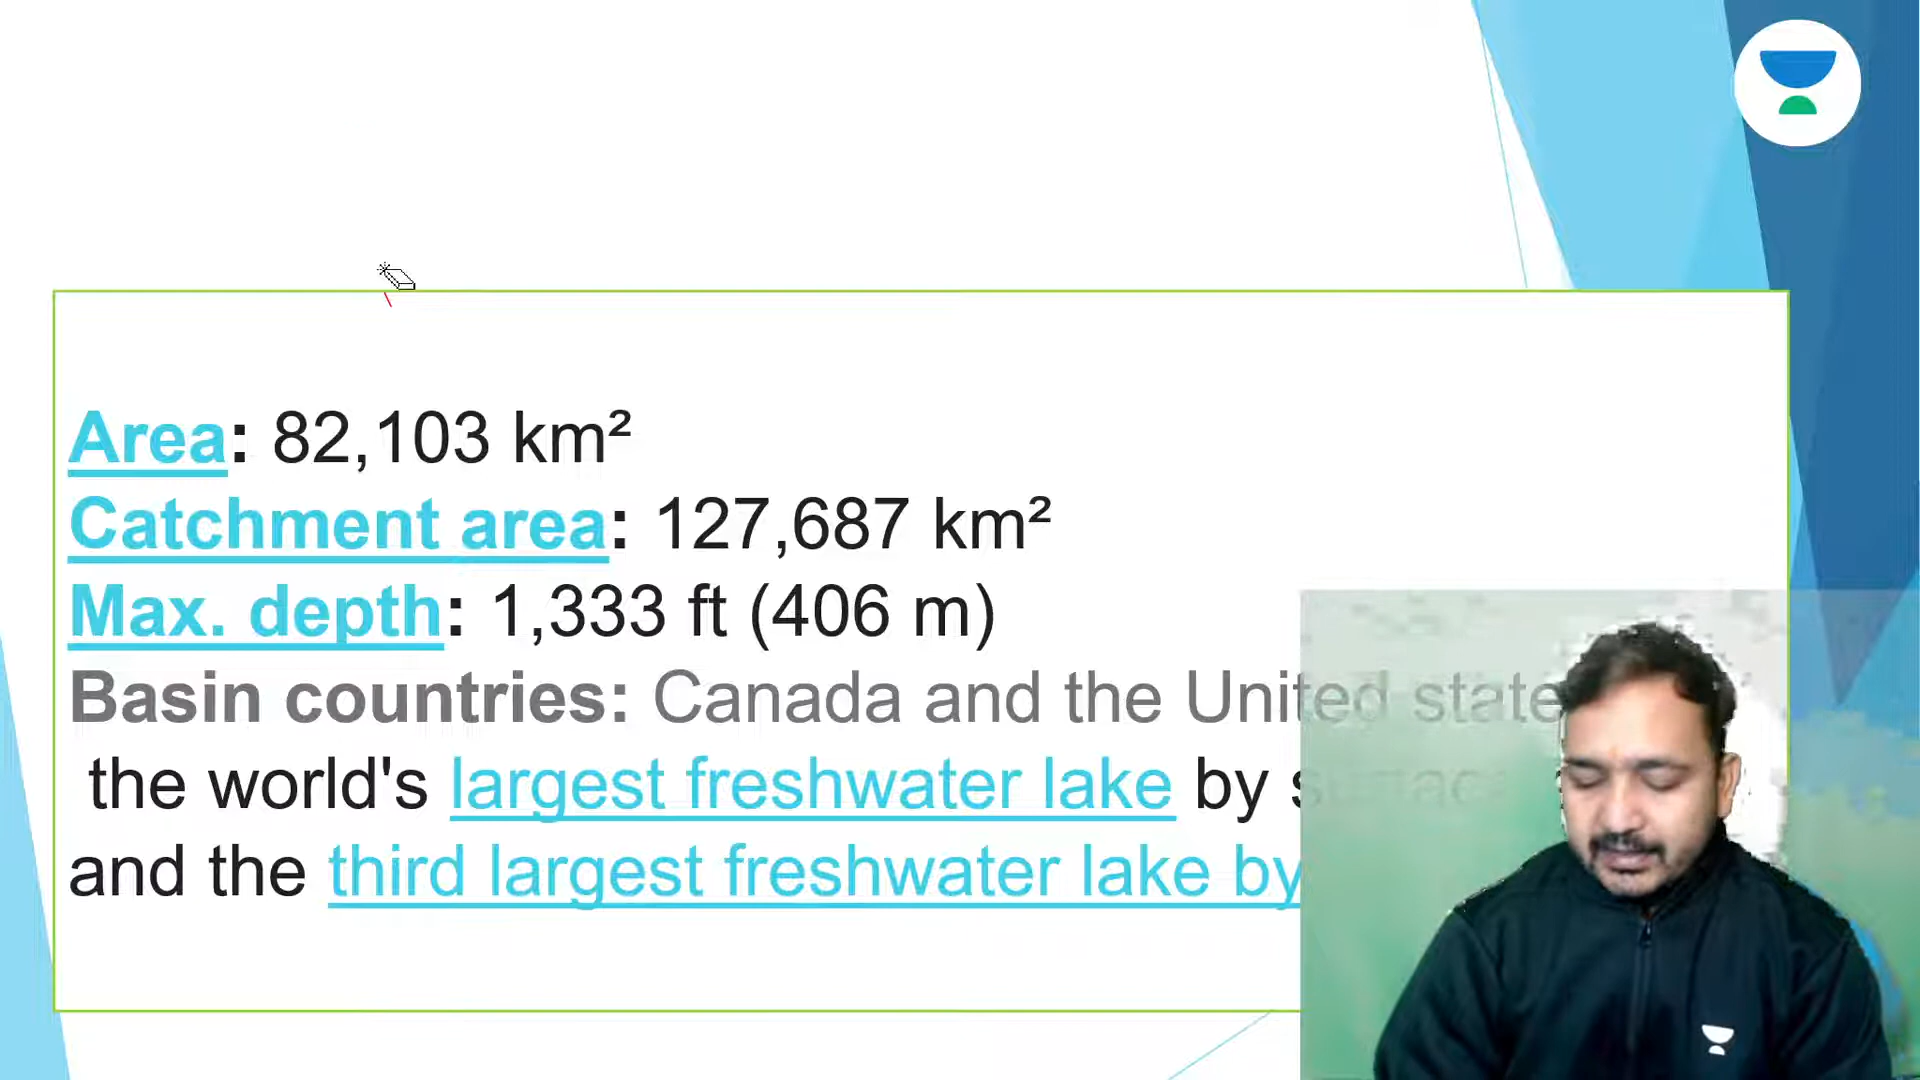 Area: 82,103 km²
Catchment area: 127,687 km²
Max. depth: 1,333 ft (406 m)
Basin countries: Canada and the United state
the world's largest freshwater lake by surfac
and the third largest freshwater lake by